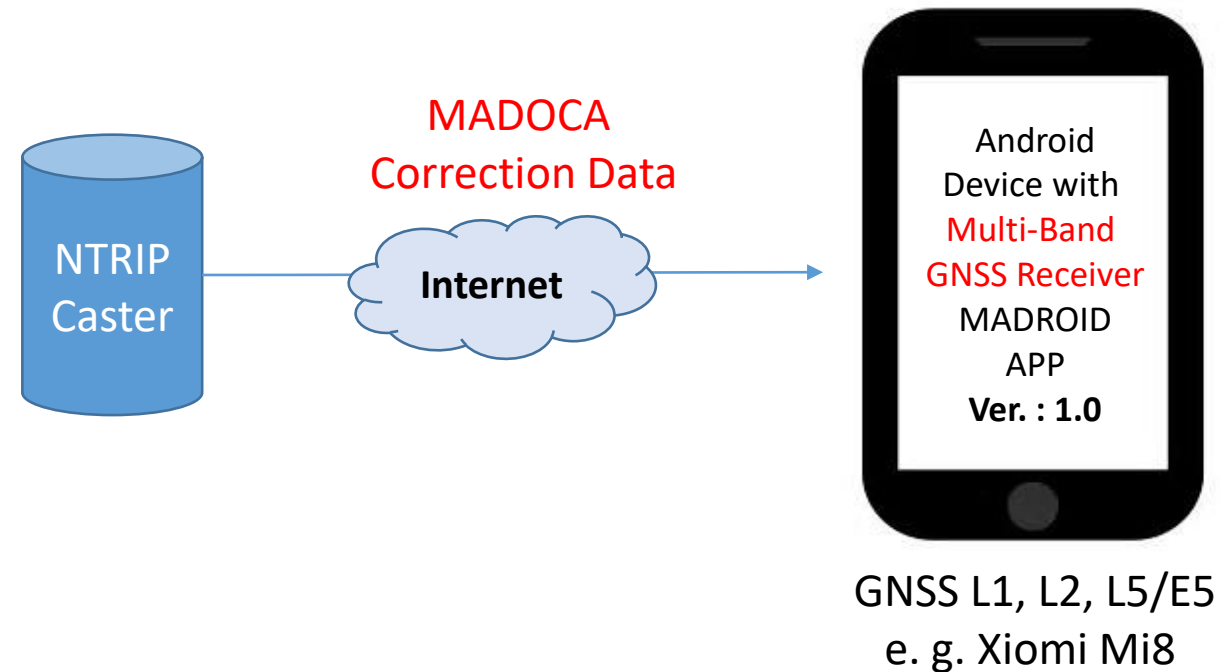 NTRIP
Caster
MADOCA
Correction Data
Internet
Android
Device with
Multi-Band
GNSS Receiver
MADROID
APP
Ver. : 1.0
GNSS L1, L2, L5/E5
e. g. Xiomi Mi8